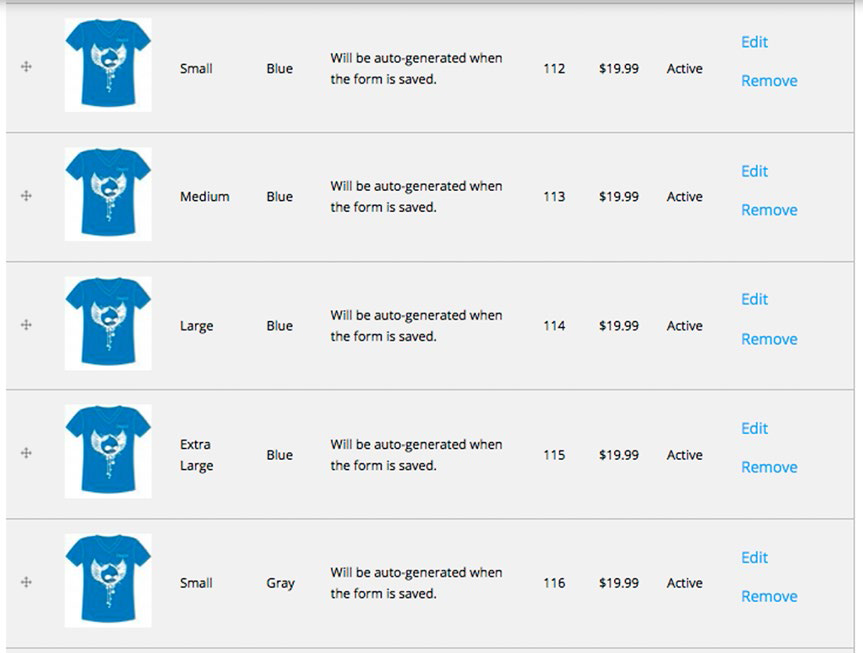 Small Blue Will be auto-generated when
the form is saved. 112 $19.99 Active Edit
Remove
Medium Blue Will be auto-generated when
the form is saved. 113 $19.99 Active Edit
Remove
Large Blue Will be auto-generated when
the form is saved. 114 $19.99 Active Edit
Remove
Extra
Large Blue Will be auto-generated when
the form is saved. 115 $19.99 Active Edit
Remove
Small Gray Will be auto-generated when
the form is saved. 116 $19.99 Active Edit
Remove